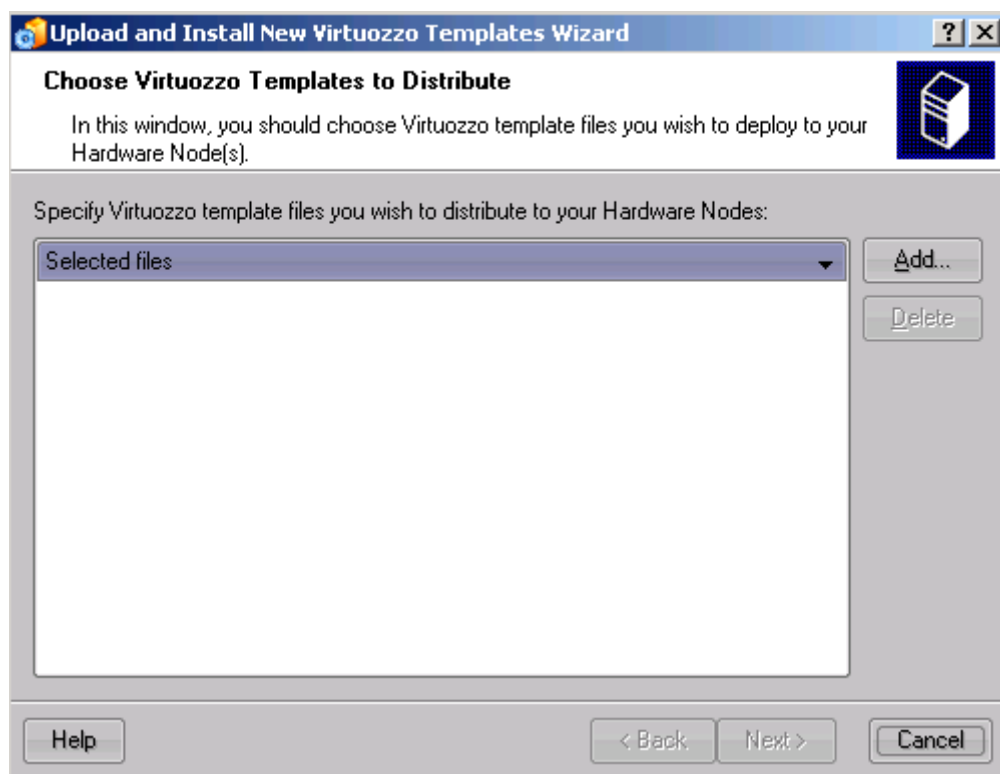 Upload and Install New Virtuozzo Templates Wizard
Choose Virtuozzo Templates to Distribute
In this window, you should choose Virtuozzo template files you wish to deploy to your
Hardware Node(s).
Specify Virtuozzo template files you wish to distribute to your Hardware Nodes:
Selected files
Add...
Delete
Help
< Back
Next >
Cancel